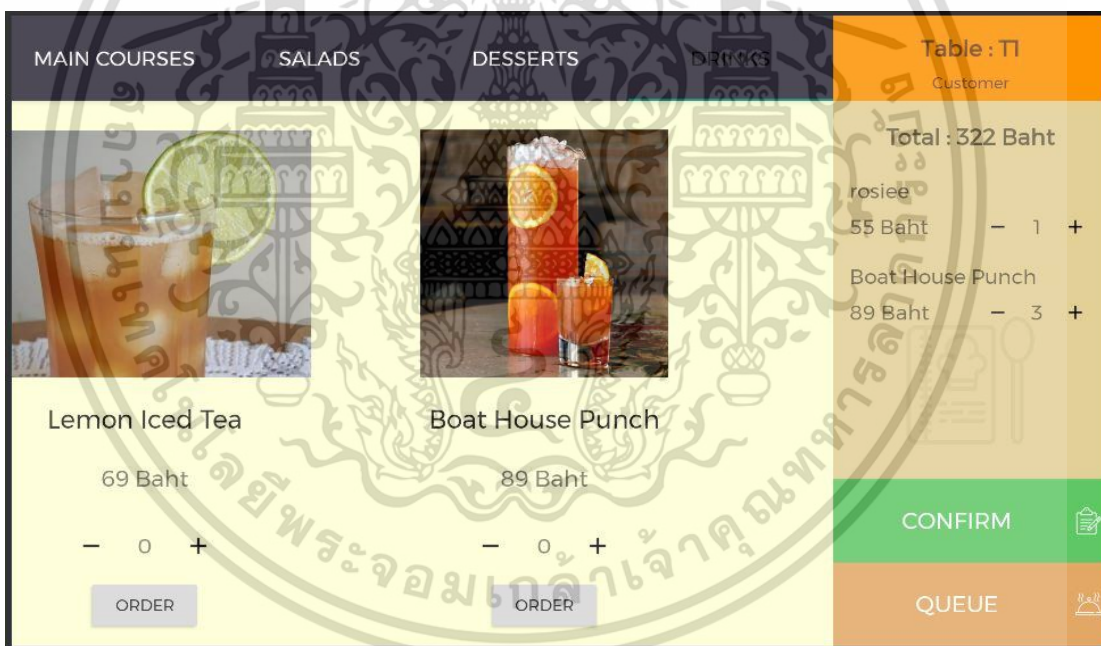 MAIN COURSES SALADS DESSERTS DRINKS
Table : T1
Customer
Total : 322 Baht
rosiee
55 Baht − 1 +
Boat House Punch
89 Baht − 3 +
Lemon Iced Tea
69 Baht
− 0 +
ORDER
Boat House Punch
89 Baht
− 0 +
ORDER
CONFIRM
QUEUE